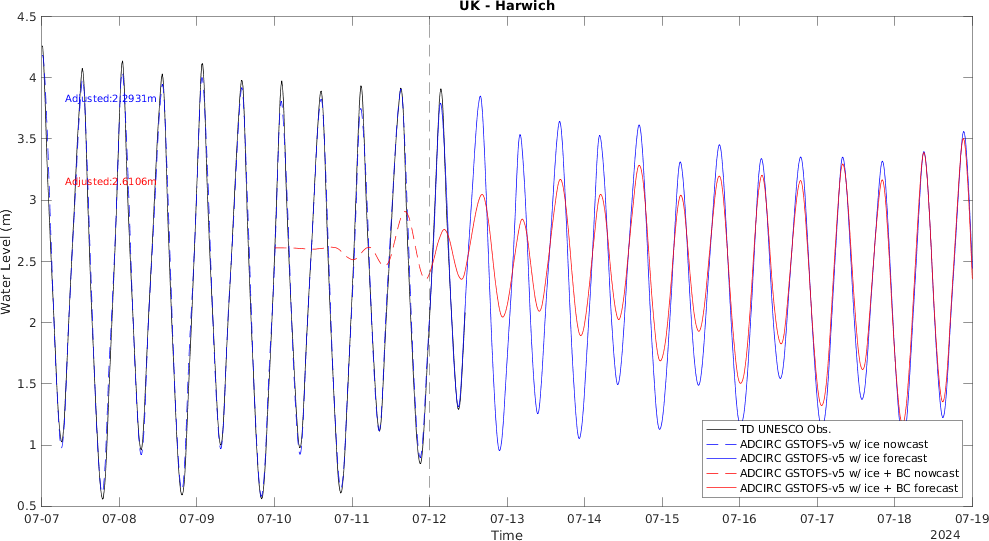 UK - Harwich
4.5
4
3.5
3
2.5
2
1.5
1
0.5
Water Level (m)
Adjusted:2.2931m
Adjusted:2.6106m
TD UNESCO Obs.
ADCIRC GSTOFS-v5 w/ ice nowcast
ADCIRC GSTOFS-v5 w/ ice forecast
ADCIRC GSTOFS-v5 w/ ice + BC nowcast
ADCIRC GSTOFS-v5 w/ ice + BC forecast
07-07 07-08 07-09 07-10 07-11 07-12 07-13 07-14 07-15 07-16 07-17 07-18 07-19
Time
2024